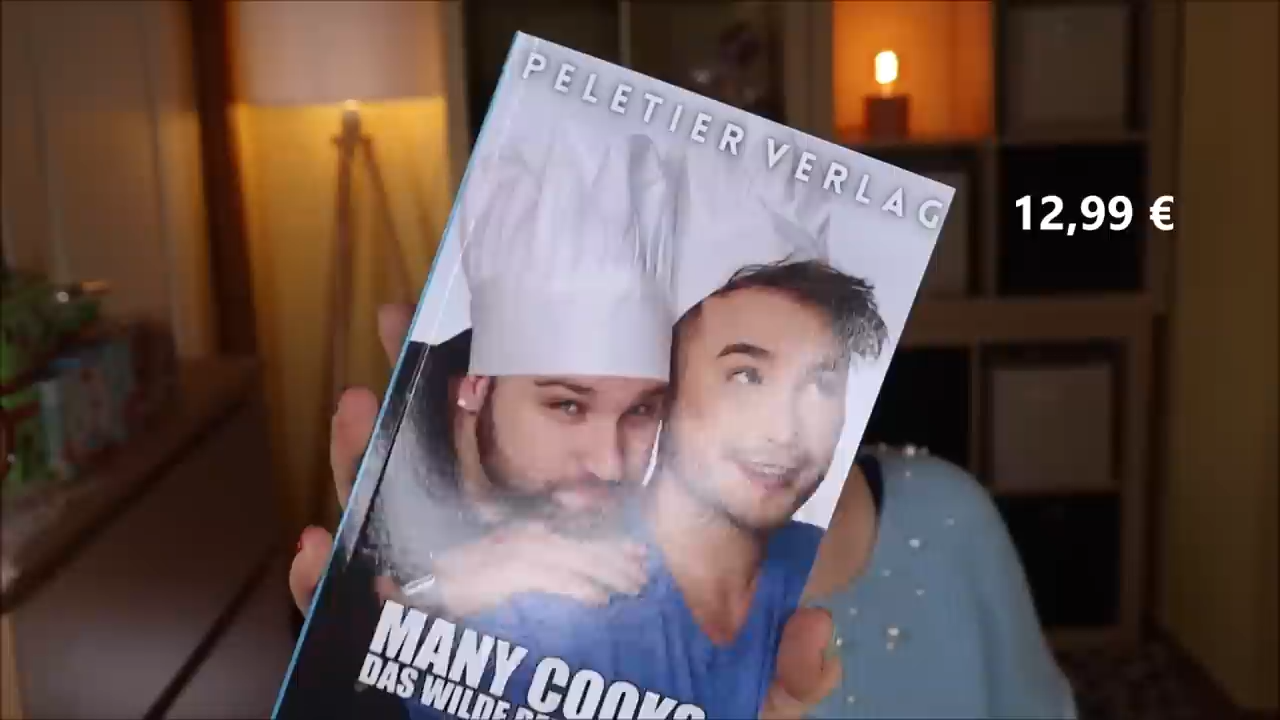 PELETIER VERLAG
12,99 €
MANY COOKS
DAS WILDE